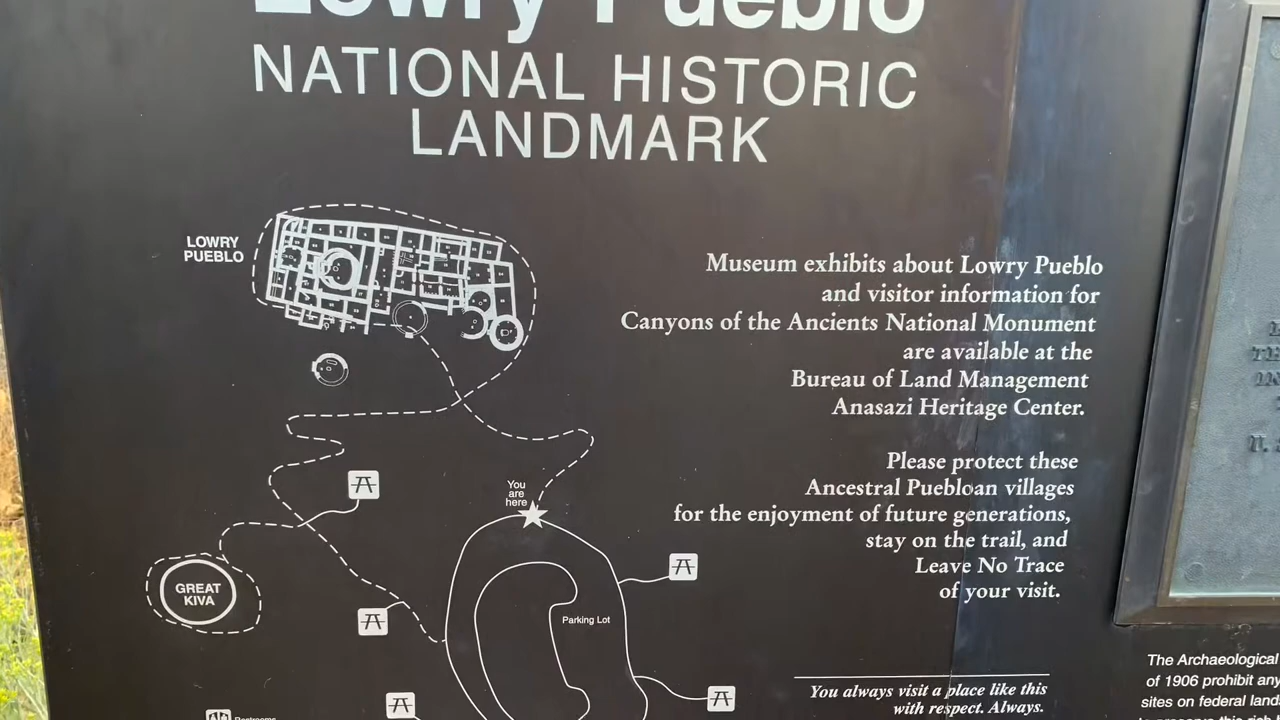 Lowry Pueblo
NATIONAL HISTORIC
LANDMARK
LOWRY
PUEBLO
Museum exhibits about Lowry Pueblo
and visitor information for
Canyons of the Ancients National Monument
are available at the
Bureau of Land Management
Anasazi Heritage Center.
Please protect these
Ancestral Puebloan villages
for the enjoyment of future generations,
stay on the trail, and
Leave No Trace
of your visit.
You
are
here
GREAT
KIVA
Parking Lot
You always visit a place like this
with respect. Always.
Restrooms
The Archaeological
of 1906 prohibit any
sites on federal land